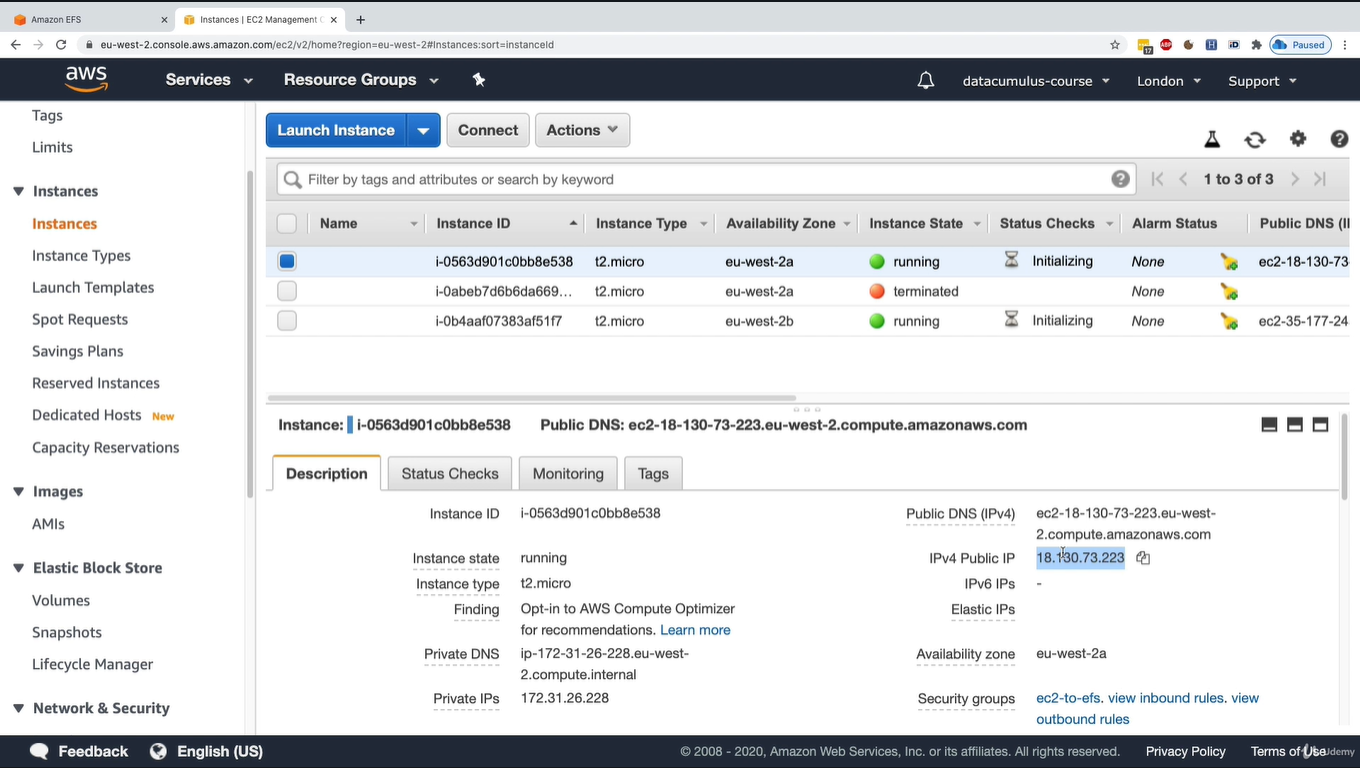 Amazon EFS
Instances | EC2 Management C
eu-west-2.console.aws.amazon.com/ec2/v2/home?region=eu-west-2#Instances:sort=instanceId
17
ABP
H
iD
Paused
aws
Services
Resource Groups
datacumulus-course
London
Support
Tags
Limits
Instances
Instances
Instance Types
Launch Templates
Spot Requests
Savings Plans
Reserved Instances
Dedicated Hosts New
Capacity Reservations
Images
AMIs
Elastic Block Store
Volumes
Snapshots
Lifecycle Manager
Network & Security
Launch Instance
Connect
Actions
Filter by tags and attributes or search by keyword
1 to 3 of 3
Name Instance ID Instance Type Availability Zone Instance State Status Checks Alarm Status Public DNS (I
i-0563d901c0bb8e538 t2.micro eu-west-2a running Initializing None ec2-18-130-73-
i-0abeb7d6b6da669... t2.micro eu-west-2a terminated None
i-0b4aaf07383af51f7 t2.micro eu-west-2b running Initializing None ec2-35-177-24
Instance: i-0563d901c0bb8e538 Public DNS: ec2-18-130-73-223.eu-west-2.compute.amazonaws.com
Description Status Checks Monitoring Tags
Instance ID i-0563d901c0bb8e538
Instance state running
Instance type t2.micro
Finding Opt-in to AWS Compute Optimizer
for recommendations. Learn more
Private DNS ip-172-31-26-228.eu-west-
2.compute.internal
Private IPs 172.31.26.228
Public DNS (IPv4) ec2-18-130-73-223.eu-west-
2.compute.amazonaws.com
IPv4 Public IP 18.130.73.223
IPv6 IPs -
Elastic IPs
Availability zone eu-west-2a
Security groups ec2-to-efs. view inbound rules. view
outbound rules
Feedback English (US) © 2008 - 2020, Amazon Web Services, Inc. or its affiliates. All rights reserved. Privacy Policy Terms of Use
Udemy